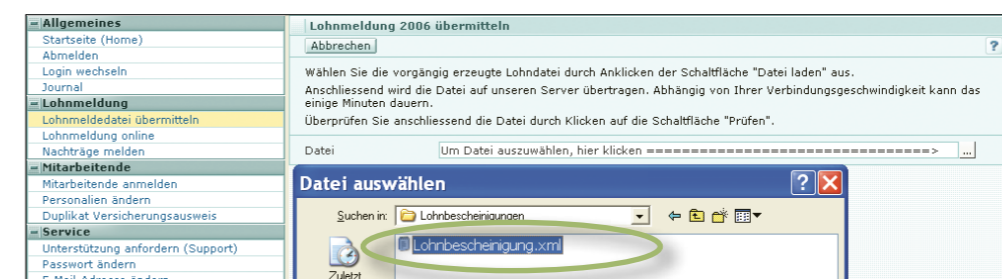 Allgemeines
Startseite (Home)
Abmelden
Login wechseln
Journal
Lohnmeldung
Lohnmeldedatei übermitteln
Lohnmeldung online
Nachträge melden
Mitarbeitende
Mitarbeitende anmelden
Personalien ändern
Duplikat Versicherungsausweis
Service
Unterstützung anfordern (Support)
Passwort ändern
E-Mail-Adresse ändern
Lohnmeldung 2006 übermitteln
Abbrechen ?
Wählen Sie die vorgängig erzeugte Lohndatei durch Anklicken der Schaltfläche "Datei laden" aus.
Anschliessend wird die Datei auf unseren Server übertragen. Abhängig von Ihrer Verbindungsgeschwindigkeit kann das
einige Minuten dauern.
Überprüfen Sie anschliessend die Datei durch Klicken auf die Schaltfläche "Prüfen".
Datei Um Datei auszuwählen, hier klicken =================================> ...
Datei auswählen ?
Suchen in: Lohnbescheinigungen
Lohnbescheinigung.xml
Zuletzt